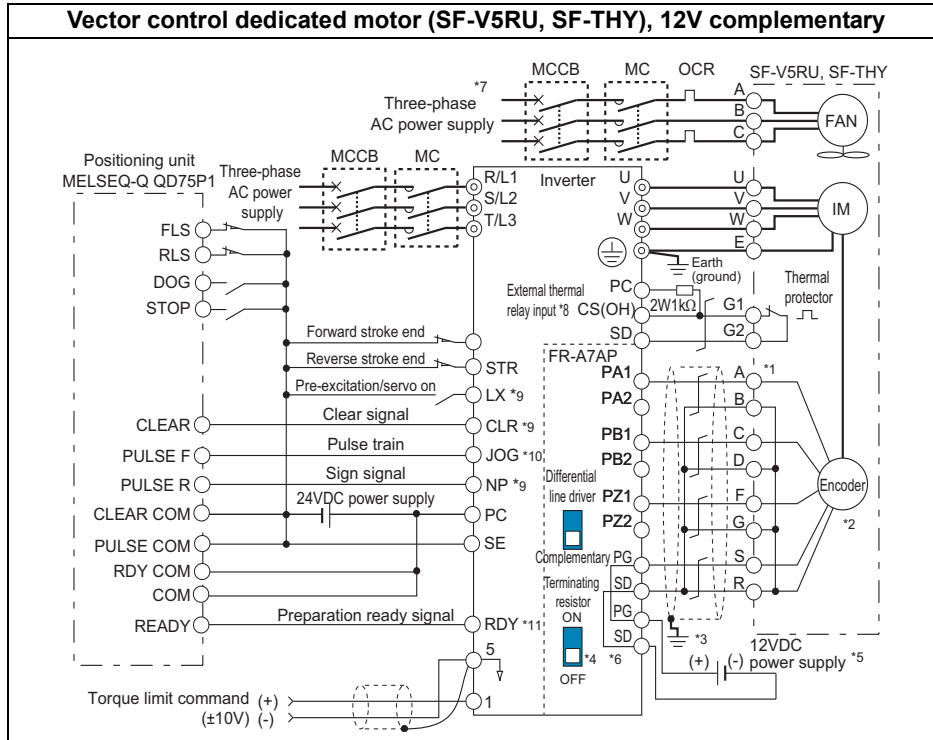 Vector control dedicated motor (SF-V5RU, SF-THY), 12V complementary
MCCB MC OCR SF-V5RU, SF-THY
*7
Three-phase
AC power supply
A
B
C
FAN
Positioning unit
MELSEQ-Q QD75P1
Three-phase
AC power
supply
MCCB MC
R/L1
S/L2
T/L3
Inverter
U
V
W
U
V
W
E
IM
FLS
RLS
DOG
STOP
Earth
(ground)
Thermal
protector
External thermal
relay input *8
PC
CS(OH)
SD
2W1kΩ
G1
G2
Forward stroke end
Reverse stroke end
STR
Pre-excitation/servo on
LX *9
FR-A7AP
PA1
PA2
PB1
PB2
PZ1
PZ2
A *1
B
C
D
F
G
S
R
Encoder
*2
CLEAR
Clear signal
CLR *9
PULSE F
Pulse train
JOG *10
PULSE R
Sign signal
NP *9
CLEAR COM
24VDC power supply
PC
PULSE COM
SE
RDY COM
COM
READY
Preparation ready signal
RDY *11
Differential
line driver
Complementary
Terminating
resistor
ON
*4
OFF
PG
SD
PG
SD
*6
*3
12VDC
(+) (-) power supply *5
5
1
Torque limit command (+)
(±10V) (-)